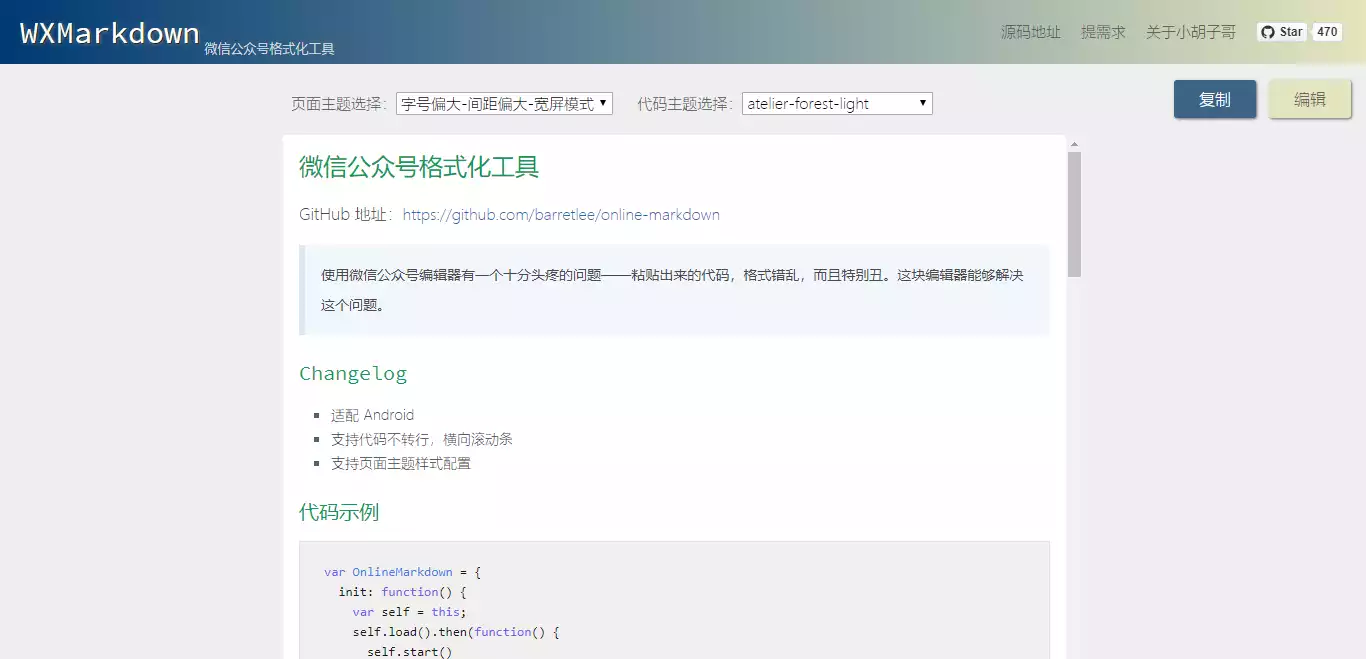 WXMarkdown 微信公众号格式化工具
源码地址 提需求 关于小胡子哥 Star 470
页面主题选择： 字号偏大-间距偏大-宽屏模式 代码主题选择： atelier-forest-light 复制 编辑
微信公众号格式化工具
GitHub 地址：https://github.com/barretlee/online-markdown
使用微信公众号编辑器有一个十分头疼的问题——粘贴出来的代码，格式错乱，而且特别丑。这块编辑器能够解决
这个问题。
Changelog
适配 Android
支持代码不转行，横向滚动条
支持页面主题样式配置
代码示例
var OnlineMarkdown = {
init: function() {
var self = this;
self.load().then(function() {
self.start()